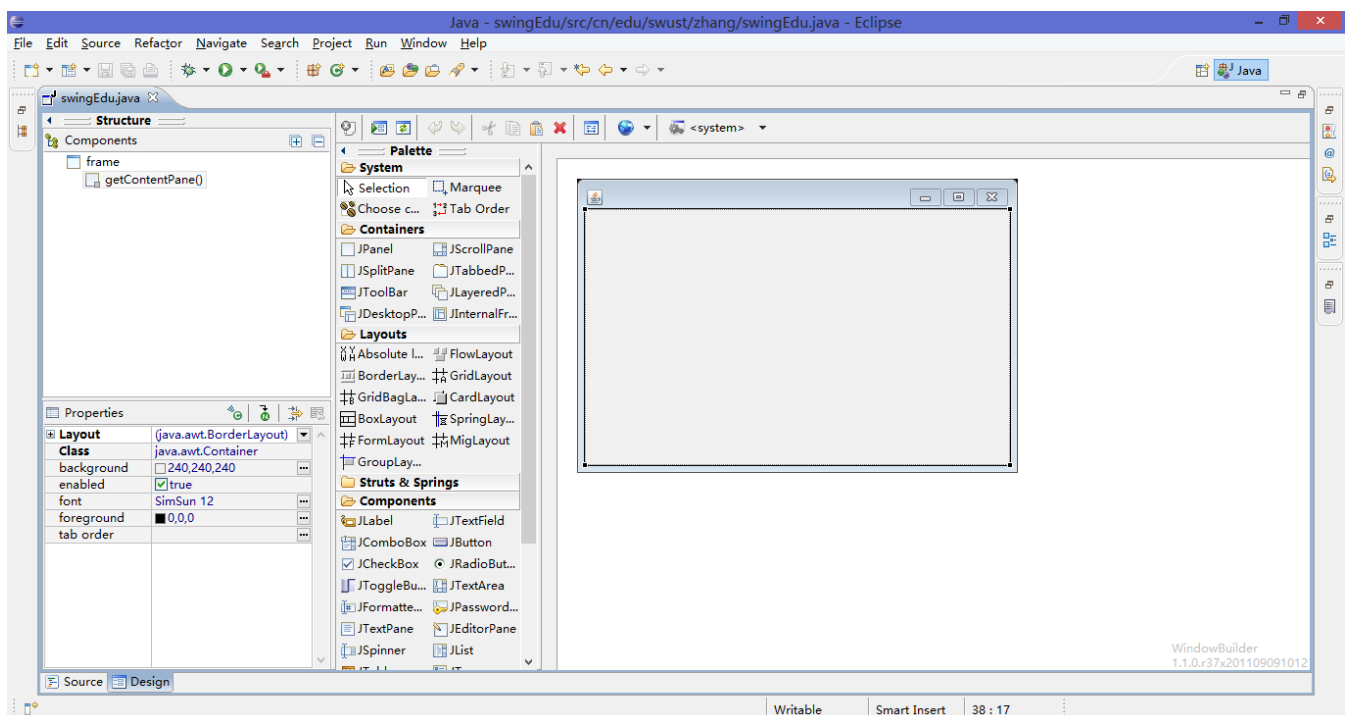 Java - swingEdu/src/cn/edu/swust/zhang/swingEdu.java - Eclipse
File Edit Source Refactor Navigate Search Project Run Window Help
Java
swingEdu.java
Structure
Components
frame
getContentPane()
<system>
Palette
System
Selection Marquee
Choose c... Tab Order
Containers
JPanel JScrollPane
JSplitPane JTabbedP...
JToolBar JLayeredP...
JDesktopP... JInternalFr...
Layouts
Absolute l... FlowLayout
BorderLay... GridLayout
GridBagLa... CardLayout
BoxLayout SpringLay...
FormLayout MigLayout
GroupLay...
Struts & Springs
Components
JLabel JTextField
JComboBox JButton
JCheckBox JRadioBut...
JToggleBu... JTextArea
JFormatte... JPassword...
JTextPane JEditorPane
JSpinner JList
Properties
Layout (java.awt.BorderLayout)
Class java.awt.Container
background 240,240,240
enabled true
font SimSun 12
foreground 0,0,0
tab order
WindowBuilder
1.1.0.r37x201109091012
Source Design
Writable Smart Insert 38 : 17